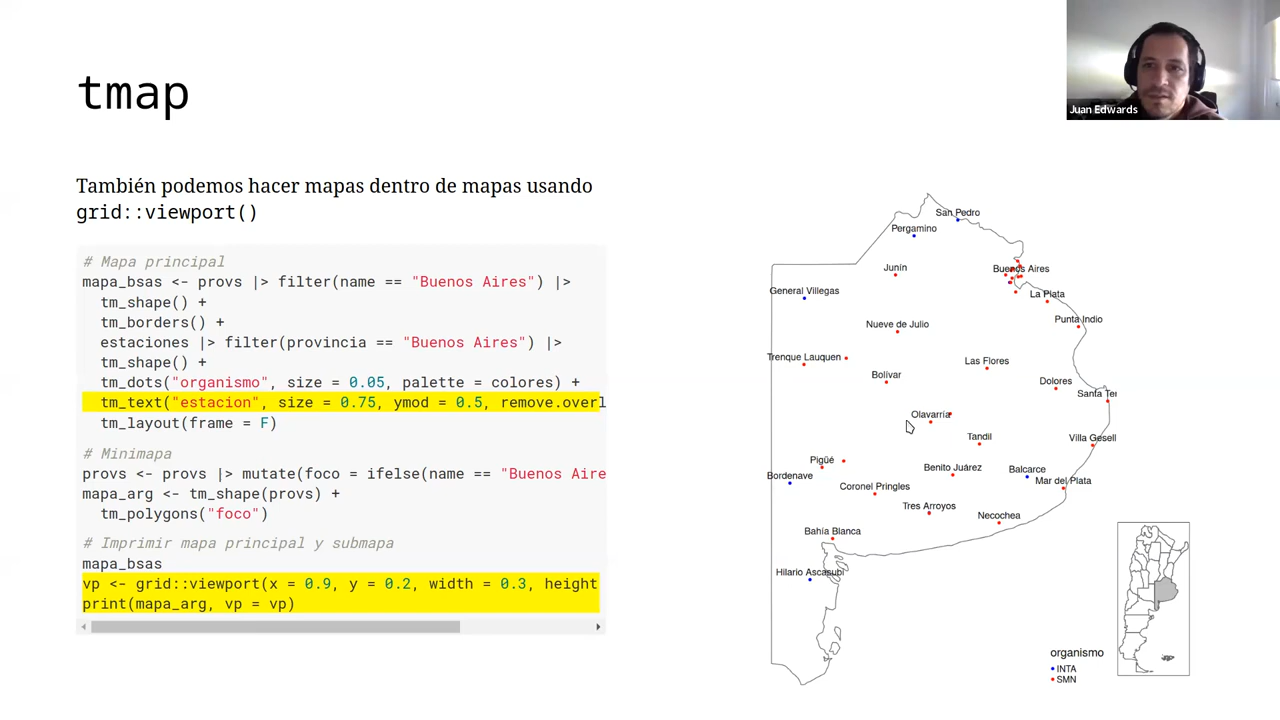 tmap
Juan Edwards
También podemos hacer mapas dentro de mapas usando
grid::viewport()
# Mapa principal
mapa_bsas <- provs |> filter(name == "Buenos Aires") |>
  tm_shape() +
  tm_borders() +
  estaciones |> filter(provincia == "Buenos Aires") |>
  tm_shape() +
  tm_dots("organismo", size = 0.05, palette = colores) +
  tm_text("estacion", size = 0.75, ymod = 0.5, remove.overl
  tm_layout(frame = F)
# Minimapa
provs <- provs |> mutate(foco = ifelse(name == "Buenos Aire
mapa_arg <- tm_shape(provs) +
  tm_polygons("foco")
# Imprimir mapa principal y submapa
mapa_bsas
vp <- grid::viewport(x = 0.9, y = 0.2, width = 0.3, height
print(mapa_arg, vp = vp)
San Pedro
Pergamino
Junín
Buenos Aires
General Villegas
La Plata
Punta Indio
Nueve de Julio
Trenque Lauquen
Las Flores
Bolívar
Dolores
Santa Ter
Olavarría
Tandil
Villa Gesell
Pigüé
Benito Juárez
Balcarce
Bordenave
Mar del Plata
Coronel Pringles
Tres Arroyos
Necochea
Bahía Blanca
Hilario Ascasubi
organismo
INTA
SMN